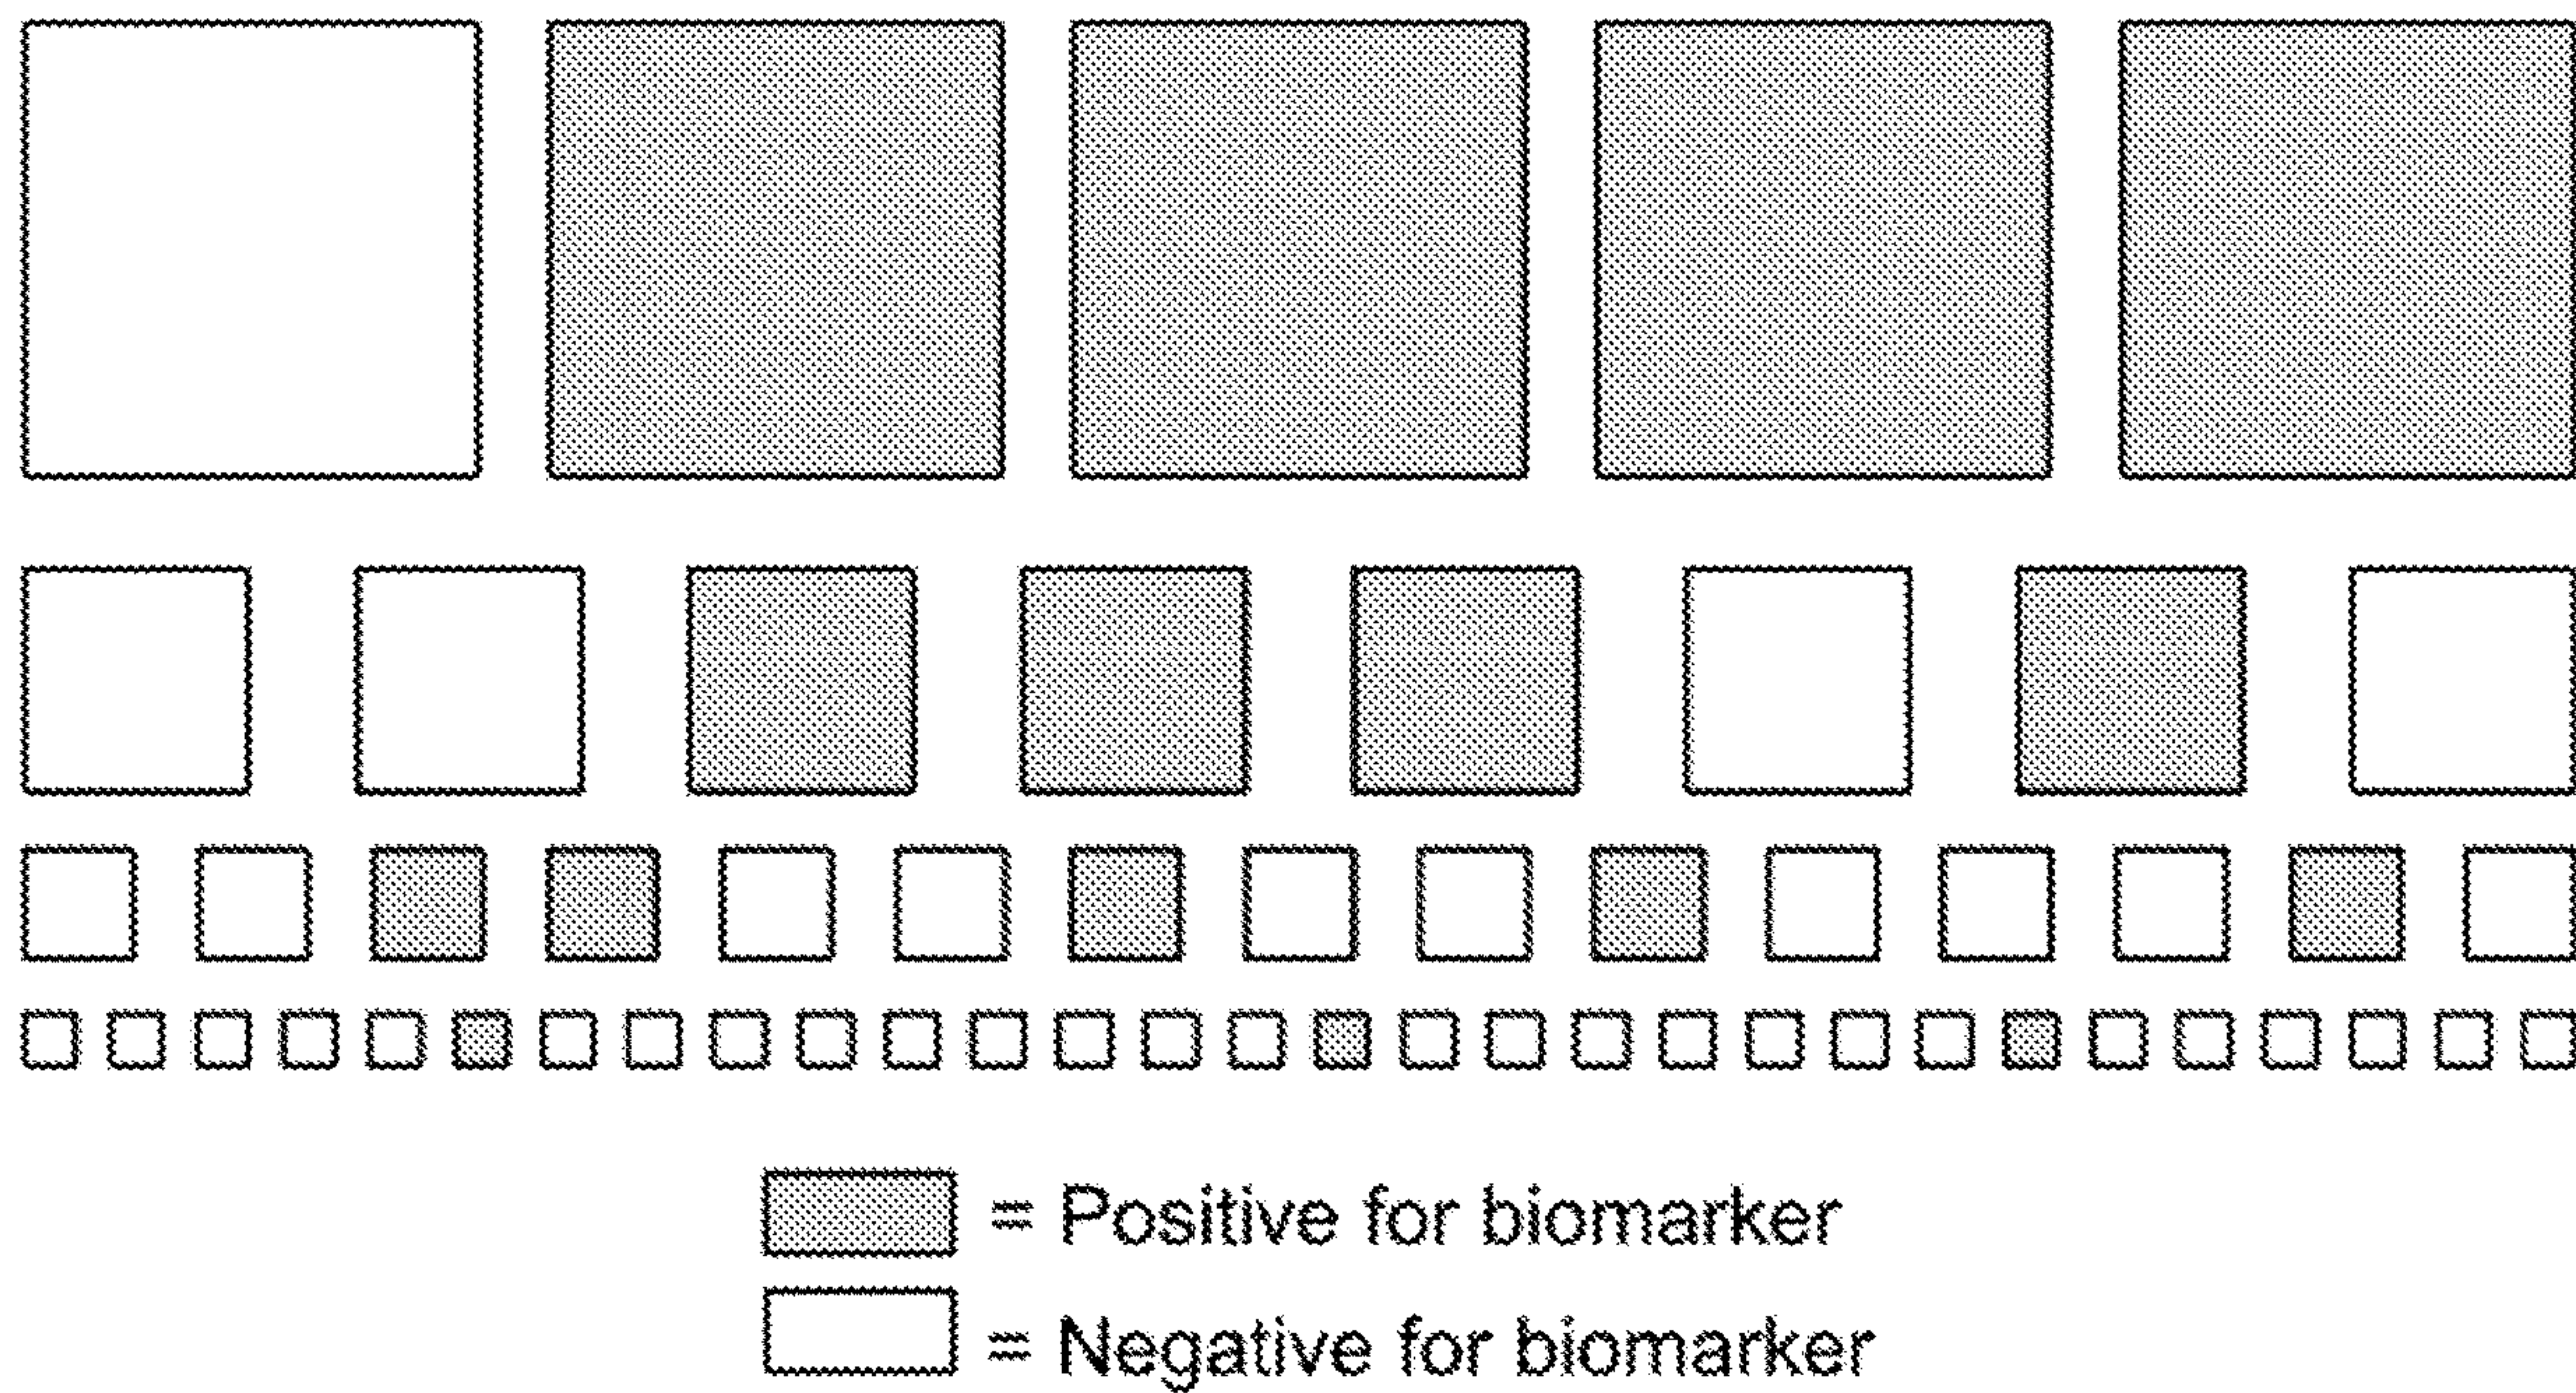 = Positive for biomarker
= Negative for biomarker